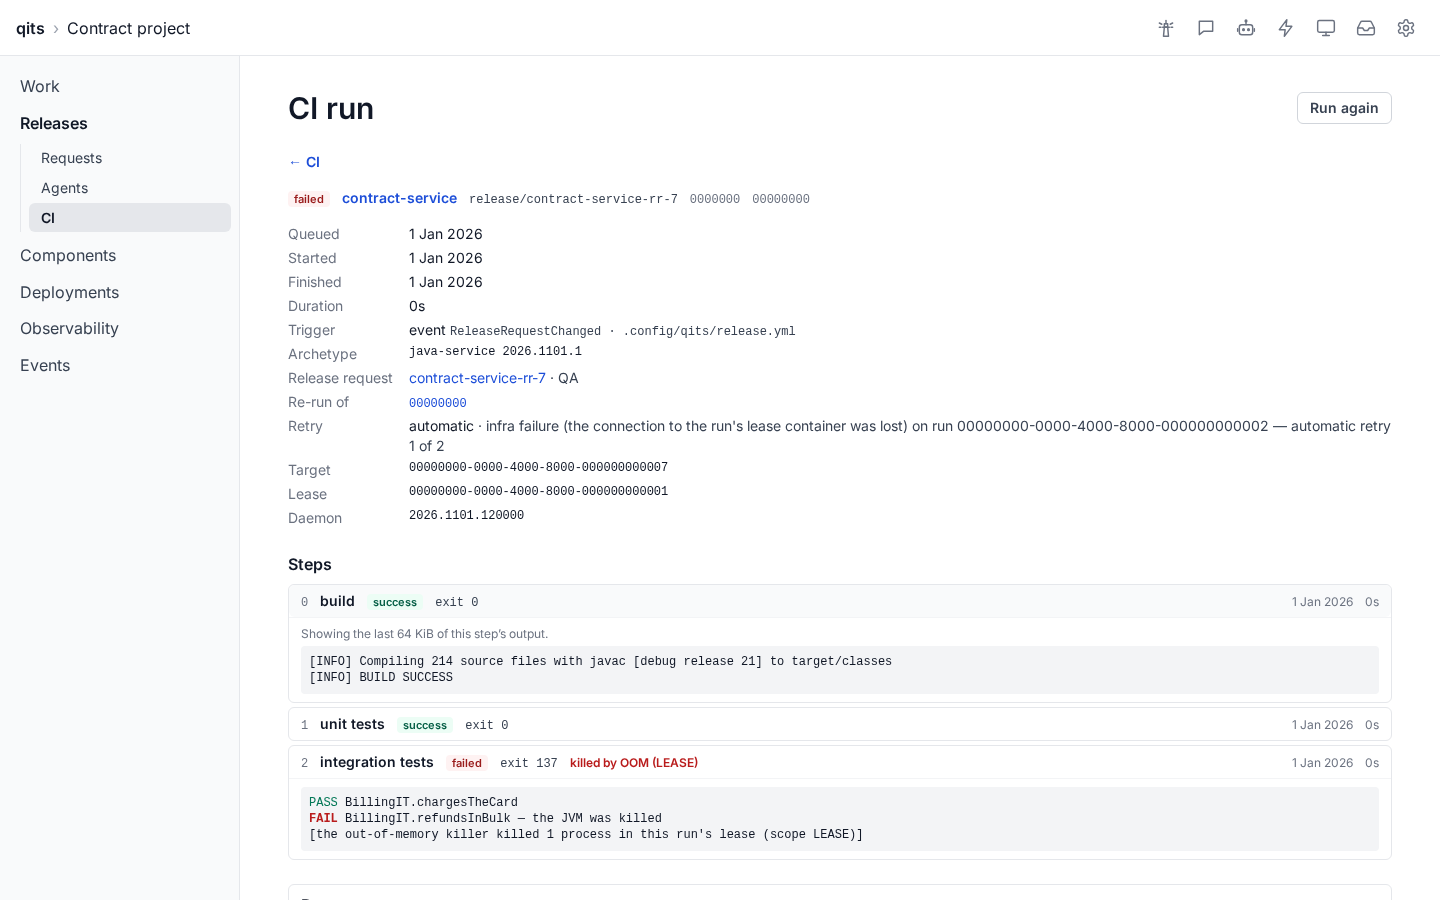 qits › Contract project
Work
Releases
Requests
Agents
CI
Components
Deployments
Observability
Events
CI run
Run again
← CI
failed contract-service release/contract-service-rr-7 0000000 00000000
Queued 1 Jan 2026
Started 1 Jan 2026
Finished 1 Jan 2026
Duration 0s
Trigger event ReleaseRequestChanged · .config/qits/release.yml
Archetype java-service 2026.1101.1
Release request contract-service-rr-7 · QA
Re-run of 00000000
Retry automatic · infra failure (the connection to the run's lease container was lost) on run 00000000-0000-4000-8000-000000000002 — automatic retry
1 of 2
Target 00000000-0000-4000-8000-000000000007
Lease 00000000-0000-4000-8000-000000000001
Daemon 2026.1101.120000
Steps
0 build success exit 0 1 Jan 2026 0s
Showing the last 64 KiB of this step’s output.
[INFO] Compiling 214 source files with javac [debug release 21] to target/classes
[INFO] BUILD SUCCESS
1 unit tests success exit 0 1 Jan 2026 0s
2 integration tests failed exit 137 killed by OOM (LEASE) 1 Jan 2026 0s
PASS BillingIT.chargesTheCard
FAIL BillingIT.refundsInBulk — the JVM was killed
[the out-of-memory killer killed 1 process in this run's lease (scope LEASE)]